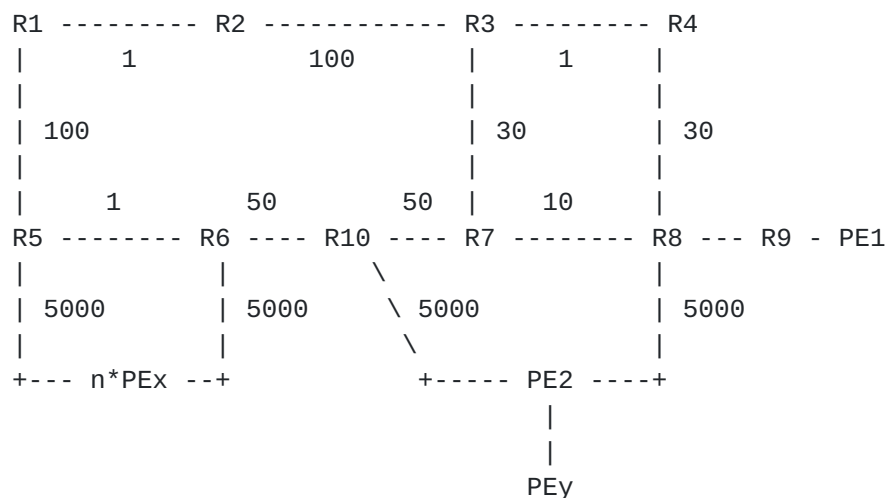 R1 --------- R2 ------------ R3 --------- R4
|      1           100       |     1      |
|                            |            |
| 100                        | 30         | 30
|                            |            |
|     1        50       50   |     10     |
R5 -------- R6 ---- R10 ---- R7 -------- R8 --- R9 - PE1
|           |         \                  |
| 5000      | 5000     \ 5000            | 5000
|           |           \                |
+--- n*PEx --+           +----- PE2 ----+
                                 |
                                 |
                                PEy